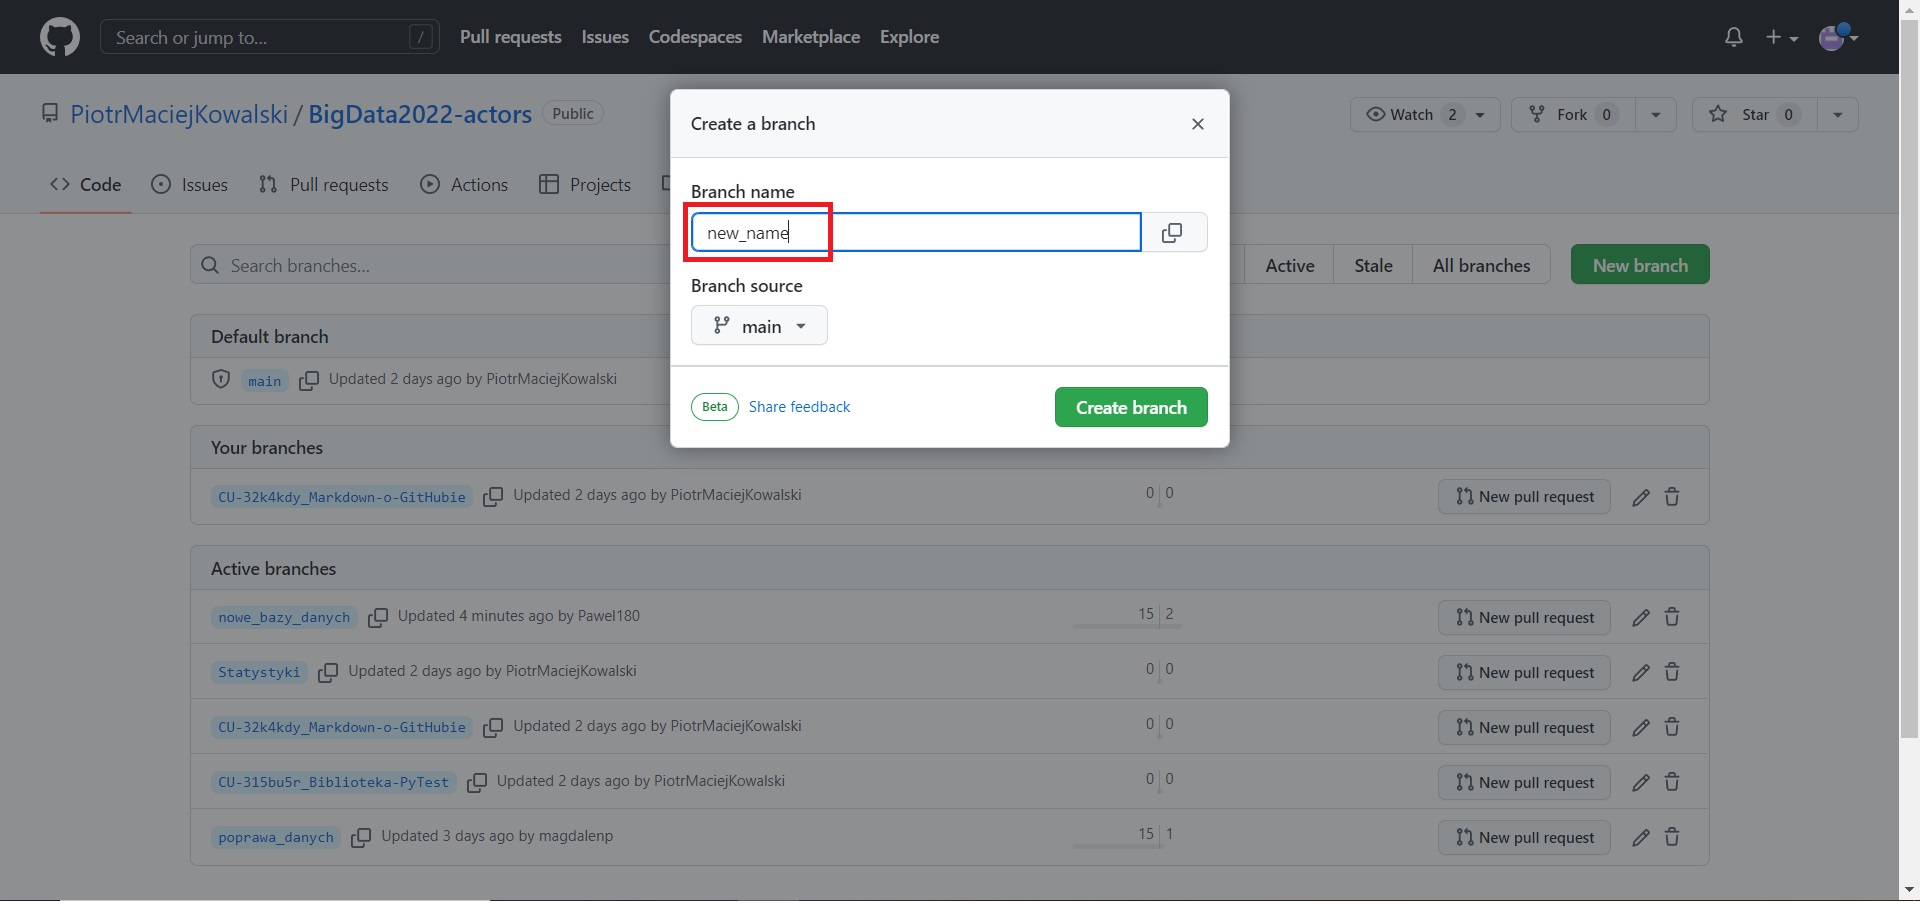 Search or jump to... / Pull requests Issues Codespaces Marketplace Explore
PiotrMaciejKowalski / BigData2022-actors Public Watch 2 Fork 0 Star 0
Code Issues Pull requests Actions Projects
Create a branch
Branch name
new_name
Branch source
main
Beta Share feedback Create branch
Search branches... Active Stale All branches New branch
Default branch
main Updated 2 days ago by PiotrMaciejKowalski
Your branches
CU-32k4kdy_Markdown-o-GitHubie Updated 2 days ago by PiotrMaciejKowalski 0 0 New pull request
Active branches
nowe_bazy_danych Updated 4 minutes ago by Pawel180 15 2 New pull request
Statystyki Updated 2 days ago by PiotrMaciejKowalski 0 0 New pull request
CU-32k4kdy_Markdown-o-GitHubie Updated 2 days ago by PiotrMaciejKowalski 0 0 New pull request
CU-315bu5r_Biblioteka-PyTest Updated 2 days ago by PiotrMaciejKowalski 0 0 New pull request
poprawa_danych Updated 3 days ago by magdalenp 15 1 New pull request